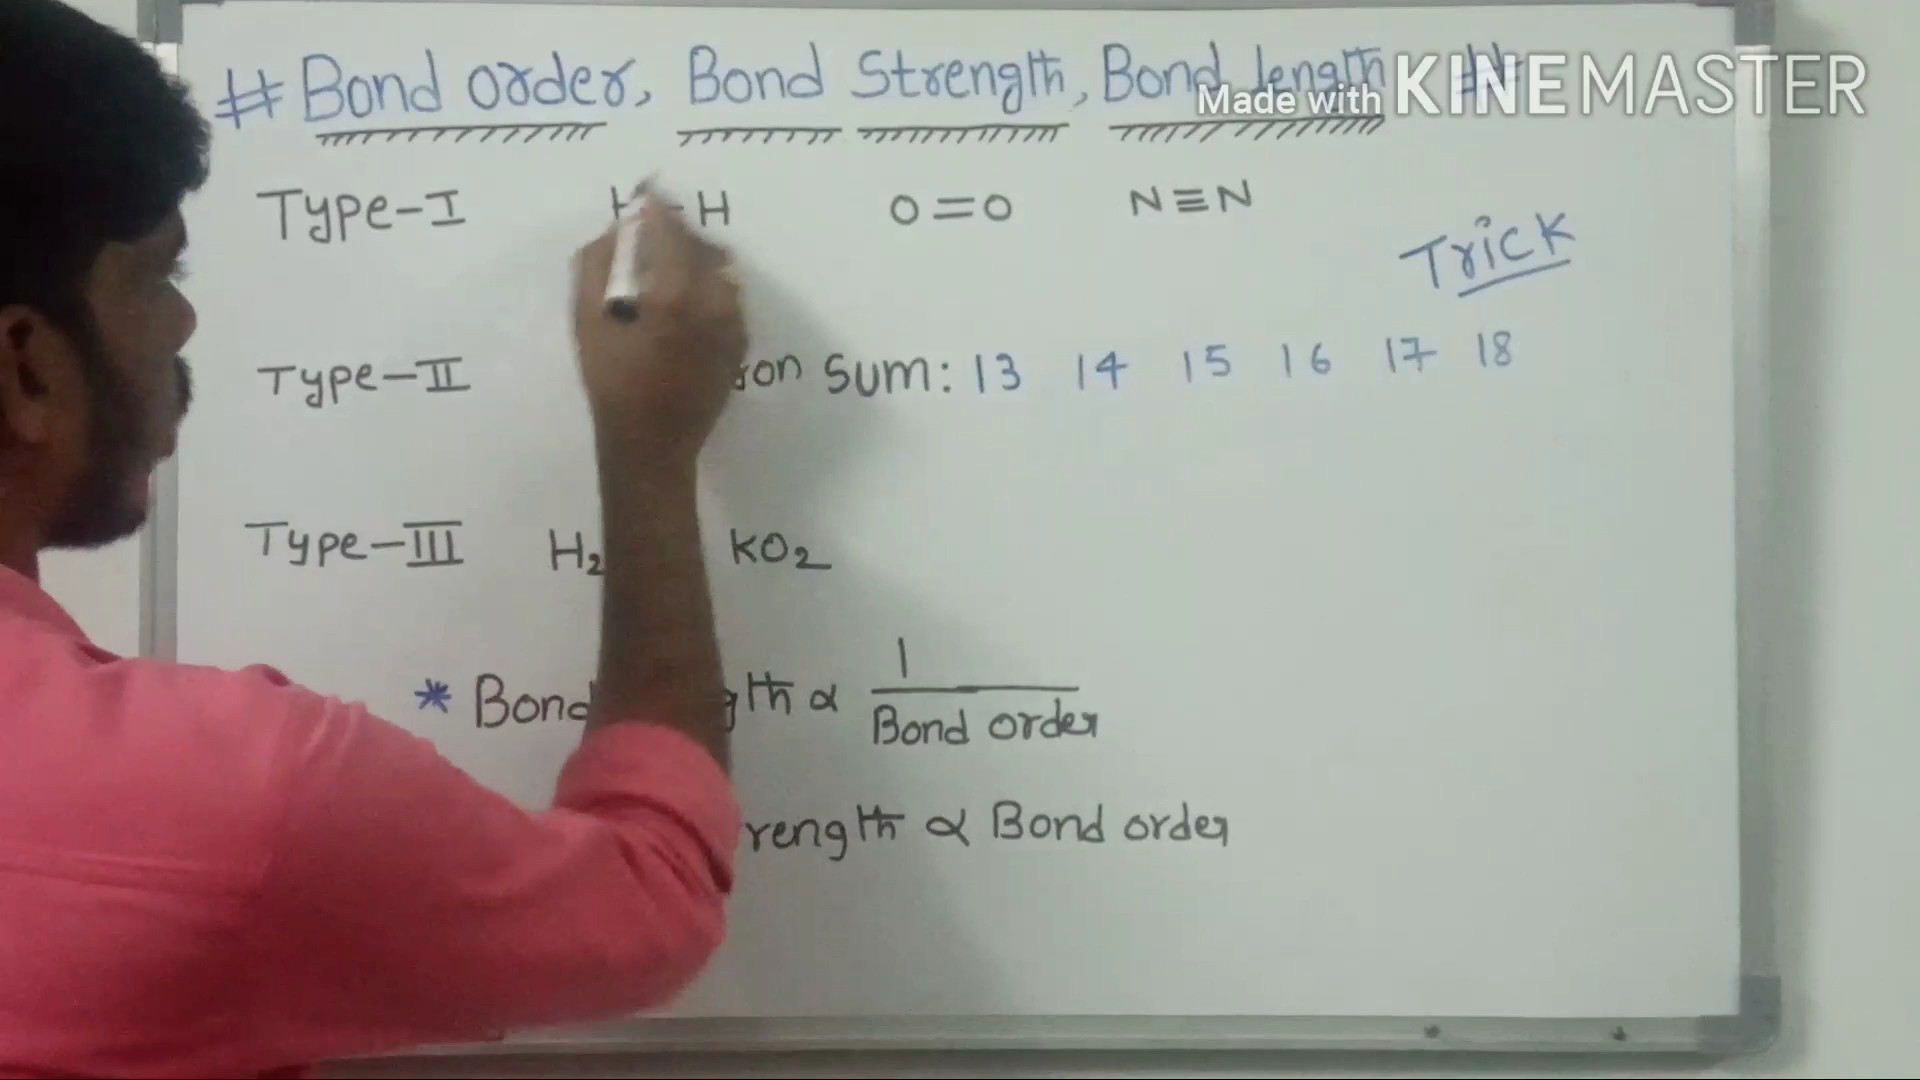 # Bond order, Bond Strength, Bond length #
Made with KINEMASTER
Type-I H-H O=O N≡N
Trick
Type-II Sum: 13 14 15 16 17 18
Type-III H₂ KO₂
* Bond ∝ 1/Bond order
∝ Bond order